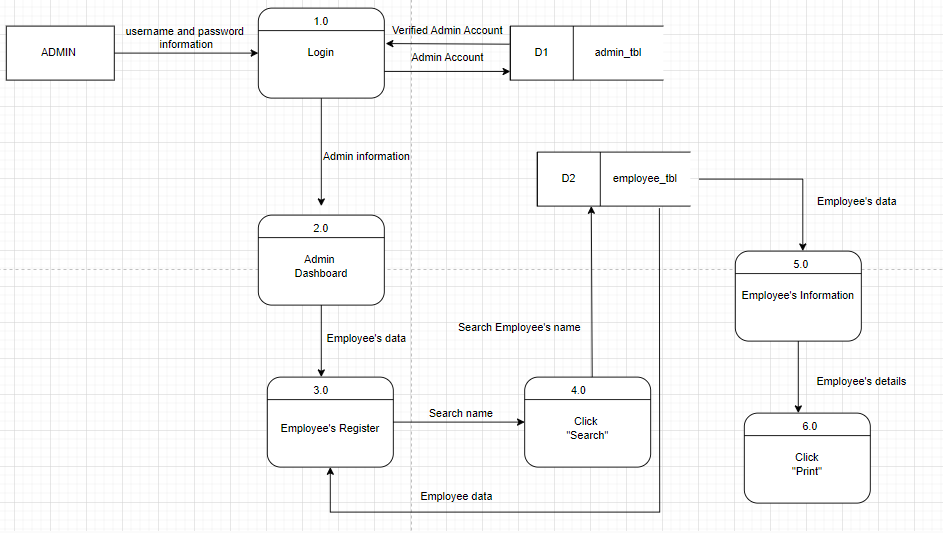 1.0
Verified Admin Account
username and password
information
ADMIN
Login
D1
admin_tbl
Admin Account
Admin information
D2
employee_tbl
Employee's data
2.0
Admin
Dashboard
5.0
Employee's Information
Search Employee's name
Employee's data
Employee's details
3.0
4.0
Employee's Register
Search name
Click
"Search"
6.0
Click
"Print"
Employee data